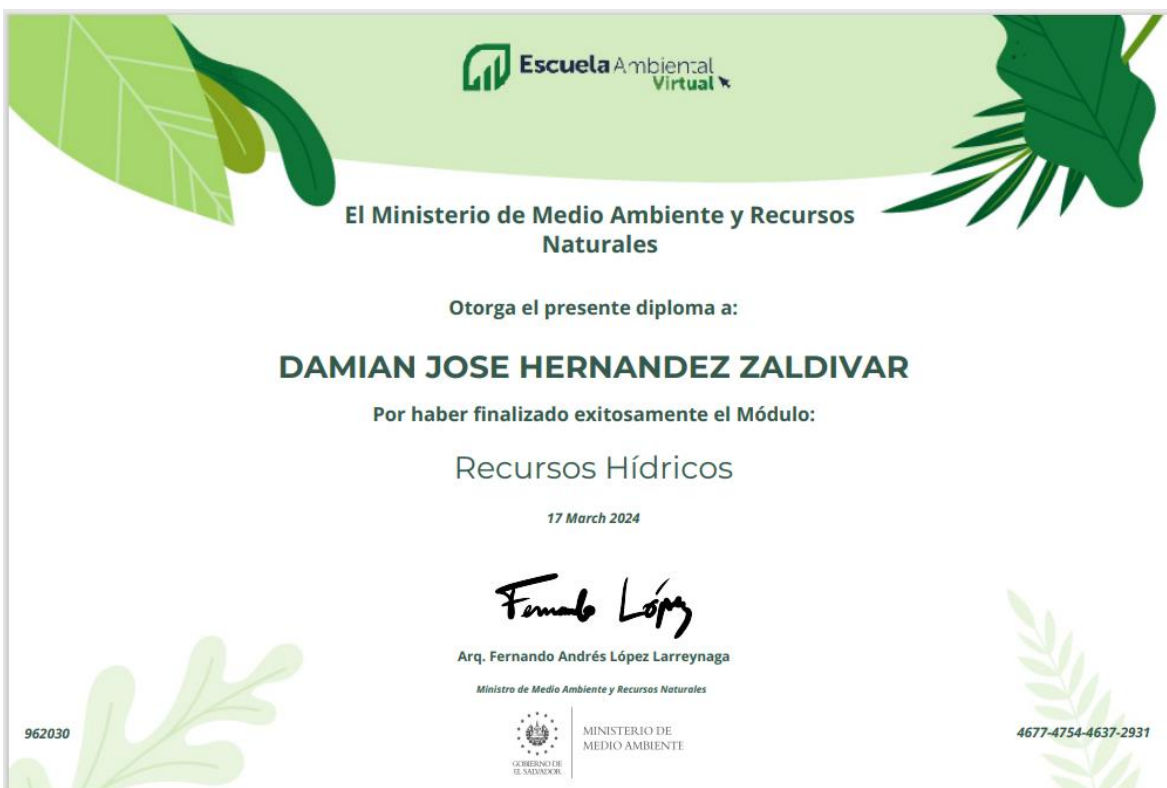 Escuela Ambiental
Virtual
El Ministerio de Medio Ambiente y Recursos
Naturales
Otorga el presente diploma a:
DAMIAN JOSE HERNANDEZ ZALDIVAR
Por haber finalizado exitosamente el Módulo:
Recursos Hídricos
17 March 2024
Fernando López
Arq. Fernando Andrés López Larreynaga
Ministro de Medio Ambiente y Recursos Naturales
962030
GOBIERNO DE
EL SALVADOR
MINISTERIO DE
MEDIO AMBIENTE
4677-4754-4637-2931